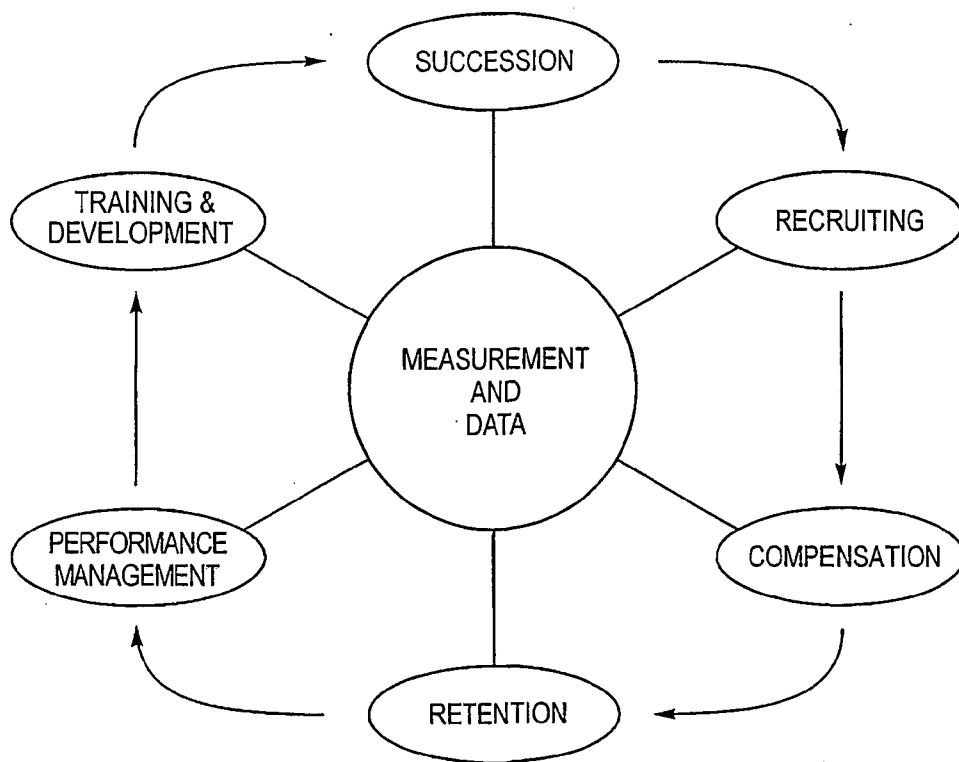 SUCCESSION
TRAINING &
DEVELOPMENT
RECRUITING
MEASUREMENT
AND
DATA
PERFORMANCE
MANAGEMENT
COMPENSATION
RETENTION